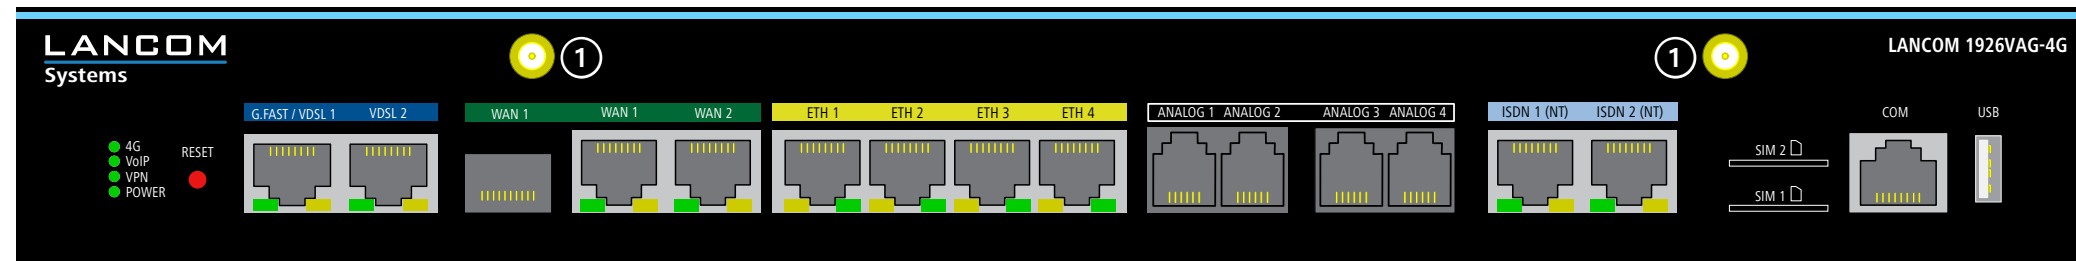 LANCOM
Systems
1
1
LANCOM 1926VAG-4G
G.FAST / VDSL 1
VDSL 2
WAN 1
WAN 1
WAN 2
ETH 1
ETH 2
ETH 3
ETH 4
ANALOG 1
ANALOG 2
ANALOG 3
ANALOG 4
ISDN 1 (NT)
ISDN 2 (NT)
COM
USB
4G
VoIP
VPN
POWER
RESET
SIM 2
SIM 1